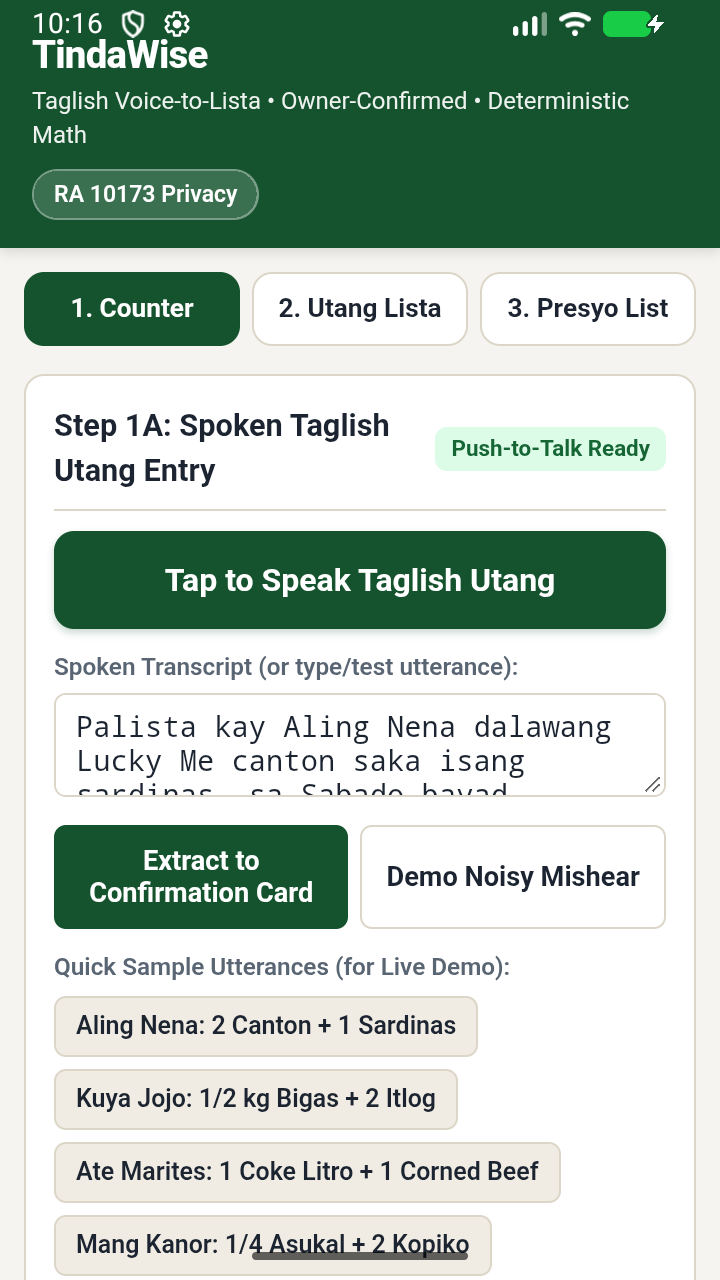 10:16
TindaWise
Taglish Voice-to-Lista • Owner-Confirmed • Deterministic
Math
RA 10173 Privacy
1. Counter
2. Utang Lista
3. Presyo List
Step 1A: Spoken Taglish
Utang Entry
Push-to-Talk Ready
Tap to Speak Taglish Utang
Spoken Transcript (or type/test utterance):
Palista kay Aling Nena dalawang
Lucky Me canton saka isang
sardinas, sa Sabado bayad
Extract to
Confirmation Card
Demo Noisy Mishear
Quick Sample Utterances (for Live Demo):
Aling Nena: 2 Canton + 1 Sardinas
Kuya Jojo: 1/2 kg Bigas + 2 Itlog
Ate Marites: 1 Coke Litro + 1 Corned Beef
Mang Kanor: 1/4 Asukal + 2 Kopiko